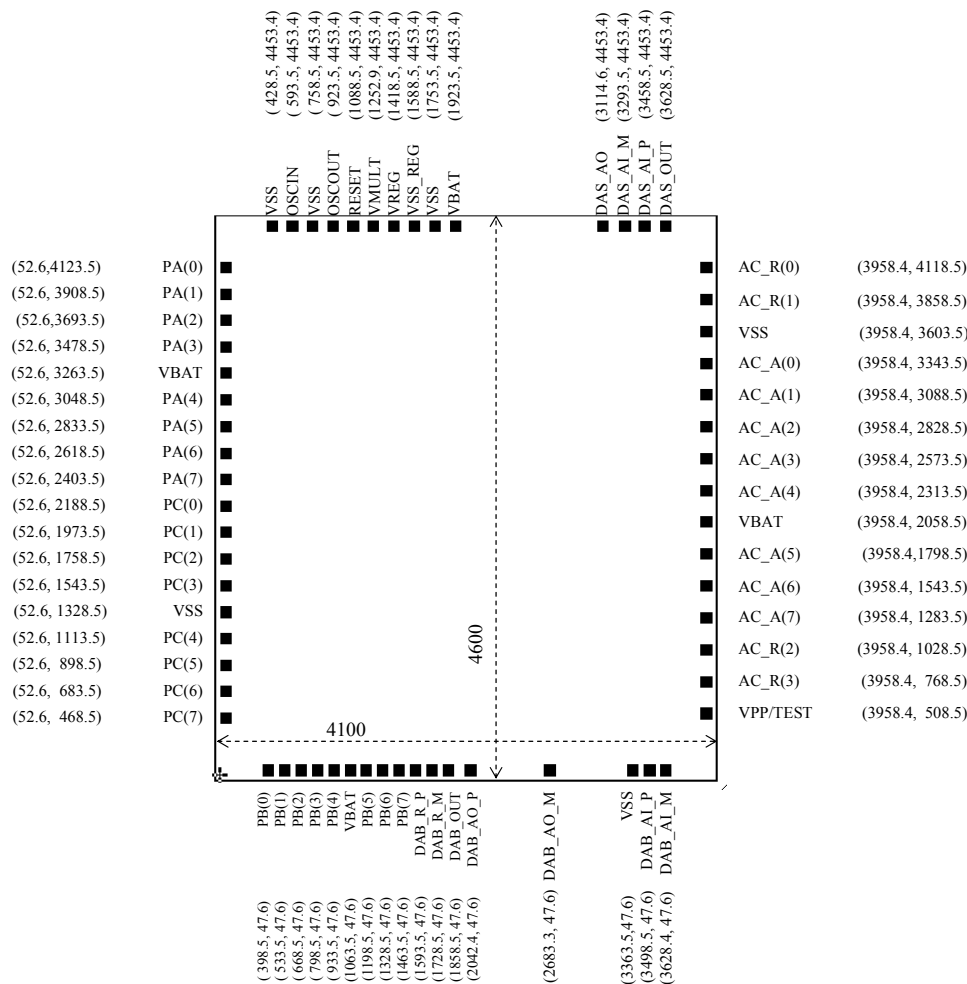 ( 428.5, 4453.4)
( 593.5, 4453.4)
( 758.5, 4453.4)
( 923.5, 4453.4)
(1088.5, 4453.4)
(1252.9, 4453.4)
(1418.5, 4453.4)
(1588.5, 4453.4)
(1753.5, 4453.4)
(1923.5, 4453.4)
(3114.6, 4453.4)
(3293.5, 4453.4)
(3458.5, 4453.4)
(3628.5, 4453.4)
VSS
OSCIN
VSS
OSCOUT
RESET
VMULT
VREG
VSS_REG
VSS
VBAT
DAS_AO
DAS_AI_M
DAS_AI_P
DAS_OUT
(52.6,4123.5) PA(0)
(52.6, 3908.5) PA(1)
(52.6,3693.5) PA(2)
(52.6, 3478.5) PA(3)
(52.6, 3263.5) VBAT
(52.6, 3048.5) PA(4)
(52.6, 2833.5) PA(5)
(52.6, 2618.5) PA(6)
(52.6, 2403.5) PA(7)
(52.6, 2188.5) PC(0)
(52.6, 1973.5) PC(1)
(52.6, 1758.5) PC(2)
(52.6, 1543.5) PC(3)
(52.6, 1328.5) VSS
(52.6, 1113.5) PC(4)
(52.6, 898.5) PC(5)
(52.6, 683.5) PC(6)
(52.6, 468.5) PC(7)
AC_R(0) (3958.4, 4118.5)
AC_R(1) (3958.4, 3858.5)
VSS (3958.4, 3603.5)
AC_A(0) (3958.4, 3343.5)
AC_A(1) (3958.4, 3088.5)
AC_A(2) (3958.4, 2828.5)
AC_A(3) (3958.4, 2573.5)
AC_A(4) (3958.4, 2313.5)
VBAT (3958.4, 2058.5)
AC_A(5) (3958.4,1798.5)
AC_A(6) (3958.4, 1543.5)
AC_A(7) (3958.4, 1283.5)
AC_R(2) (3958.4, 1028.5)
AC_R(3) (3958.4, 768.5)
VPP/TEST (3958.4, 508.5)
4600
4100
PB(0)
PB(1)
PB(2)
PB(3)
PB(4)
VBAT
PB(5)
PB(6)
PB(7)
DAB_R_P
DAB_R_M
DAB_OUT
DAB_AO_P
DAB_AO_M
VSS
DAB_AI_P
DAB_AI_M
( 398.5, 47.6)
( 533.5, 47.6)
( 668.5, 47.6)
( 798.5, 47.6)
( 933.5, 47.6)
(1063.5, 47.6)
(1198.5, 47.6)
(1328.5, 47.6)
(1463.5, 47.6)
(1593.5, 47.6)
(1728.5, 47.6)
(1858.5, 47.6)
(2042.4, 47.6)
(2683.3, 47.6)
(3363.5,47.6)
(3498.5, 47.6)
(3628.4, 47.6)